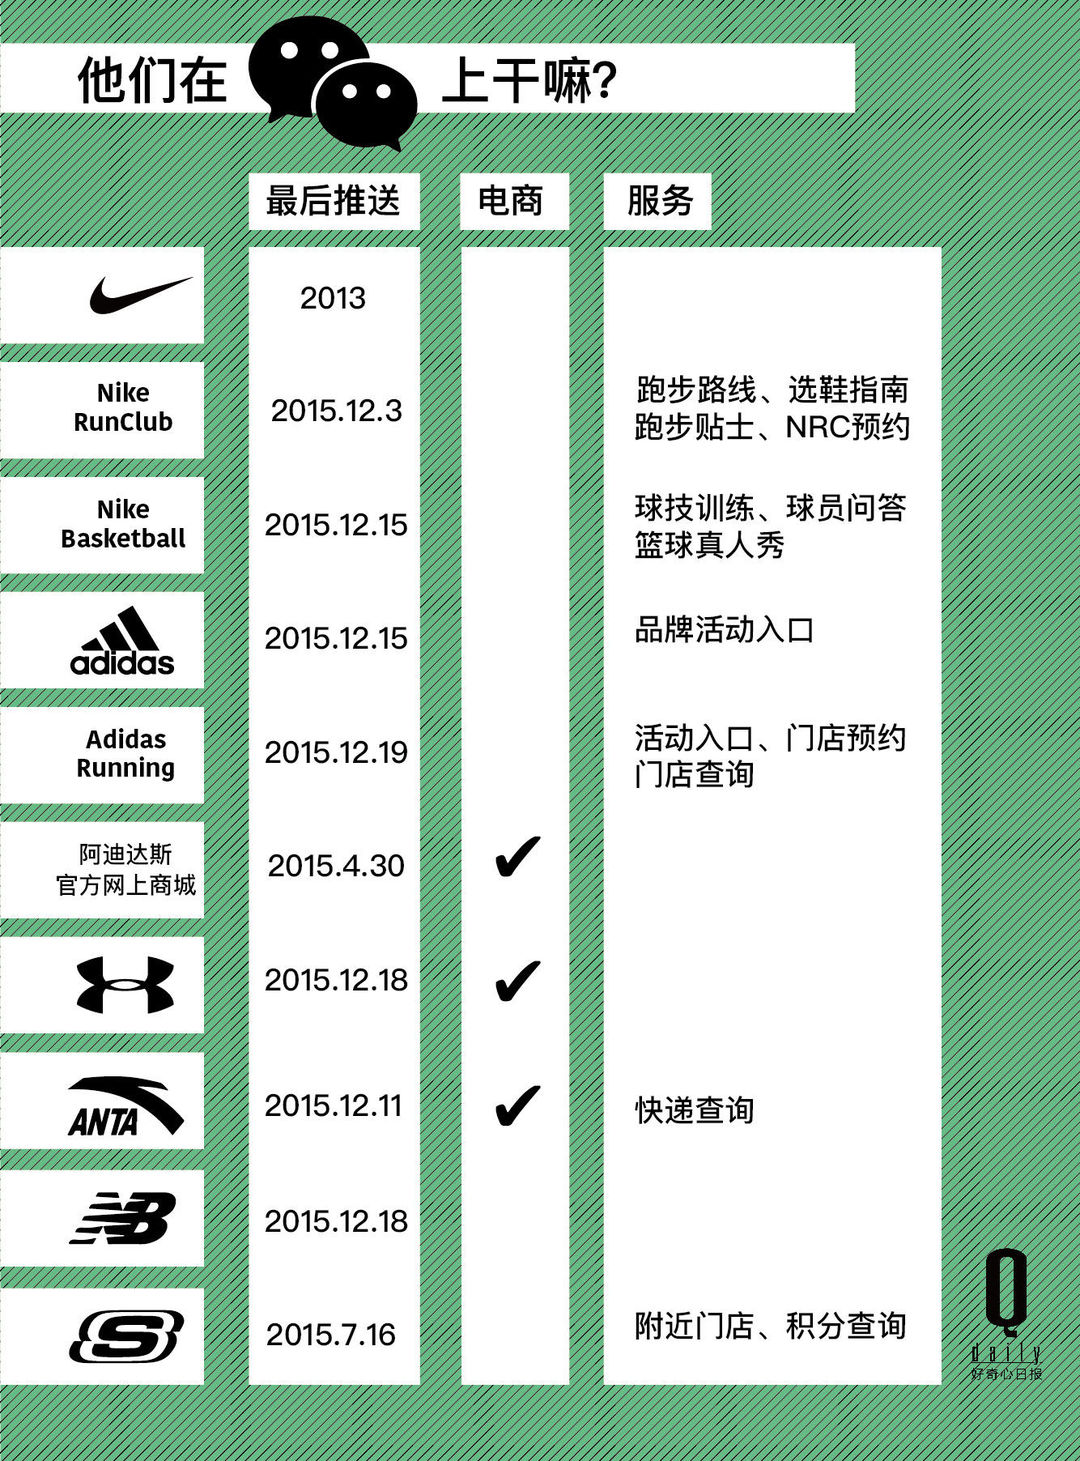 他们在 上干嘛?
最后推送 电商 服务
2013
Nike
RunClub
2015.12.3
跑步路线、选鞋指南
跑步贴士、NRC预约
Nike
Basketball
2015.12.15
球技训练、球员问答
篮球真人秀
adidas
2015.12.15
品牌活动入口
Adidas
Running
2015.12.19
活动入口、门店预约
门店查询
阿迪达斯
官方网上商城
2015.4.30
✔
2015.12.18
✔
ANTA
2015.12.11
✔
快递查询
NB
2015.12.18
S
2015.7.16
附近门店、积分查询
Q
daily
好奇心日报